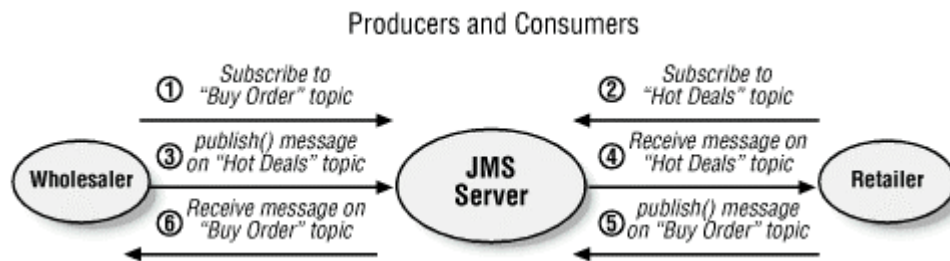 Producers and Consumers
① Subscribe to
"Buy Order" topic
② Subscribe to
"Hot Deals" topic
③ publish() message
on "Hot Deals" topic
④ Receive message on
"Hot Deals" topic
Wholesaler
JMS
Server
Retailer
⑤ publish() message
on "Buy Order" topic
⑥ Receive message on
"Buy Order" topic